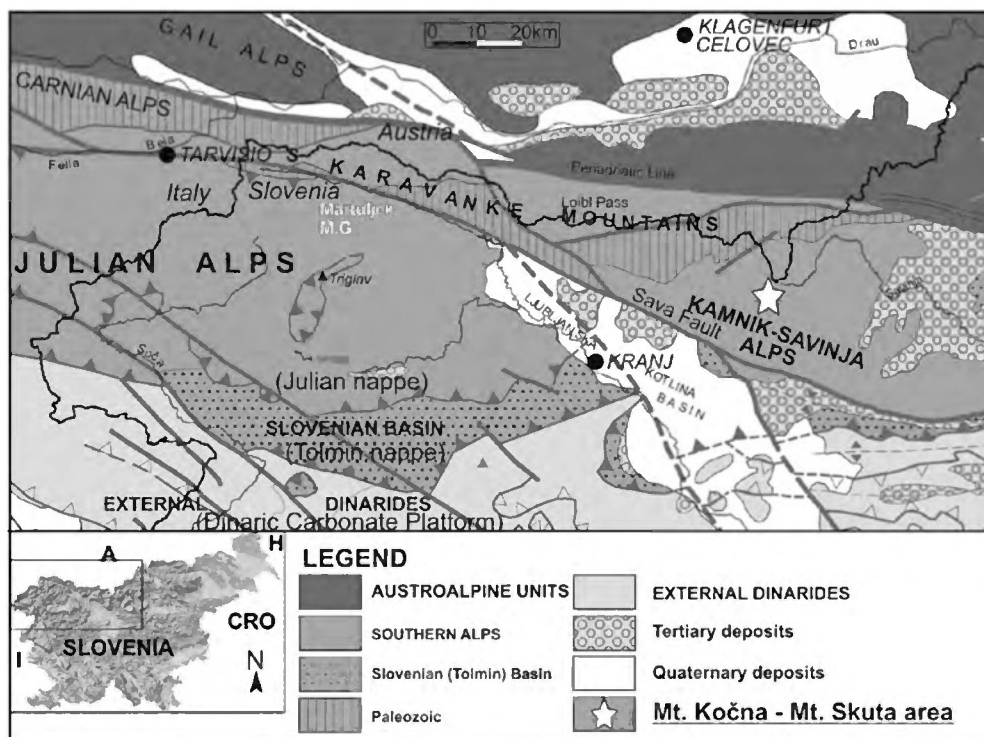 GAIL ALPS
0 10 20km
KLAGENFURT
CELOVEC
Drau
CARNIAN ALPS
Austria
Bela
Fella
TARVISIO
S
Italy
Slovenia
KARAVANKE
MOUNTAINS
Periadriatic Line
Loibl Pass
Martuljek
M.G
JULIAN ALPS
Triglav
Sava Fault
KAMNIK-SAVINJA
ALPS
LJUBLJANSKA
KRANJ
KOTLINA
BASIN
Soča
(Julian nappe)
SLOVENIAN BASIN
(Tolmin nappe)
EXTERNAL DINARIDES
(Dinaric Carbonate Platform)
A
H
SLOVENIA
CRO
I
N
LEGEND
AUSTROALPINE UNITS
SOUTHERN ALPS
Slovenian (Tolmin) Basin
Paleozoic
EXTERNAL DINARIDES
Tertiary deposits
Quaternary deposits
Mt. Kočna - Mt. Skuta area